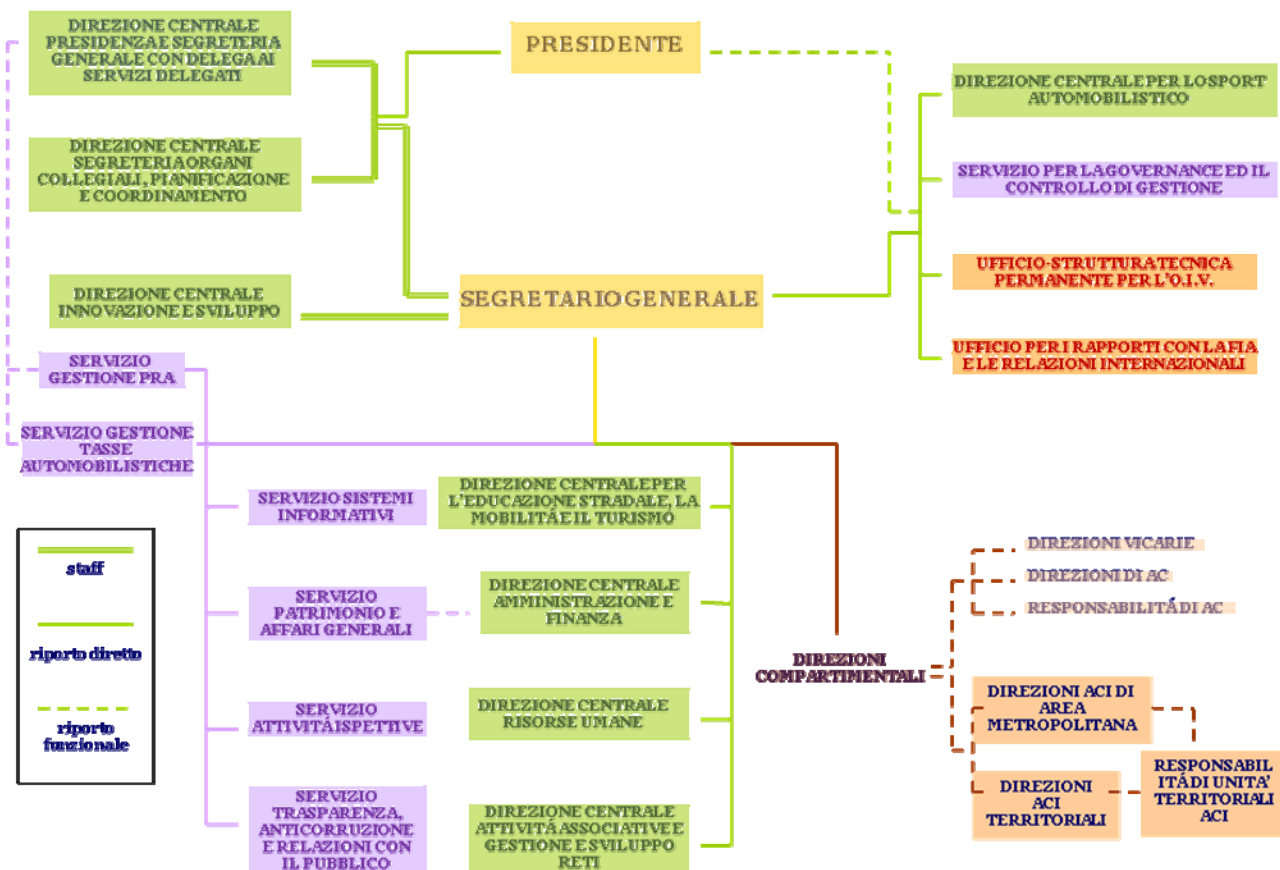 DIREZIONE CENTRALE
PRESIDENZA E SEGRETERIA
GENERALE CON DELEGA AI
SERVIZI DELEGATI
PRESIDENTE
DIREZIONE CENTRALE PER LO SPORT
AUTOMOBILISTICO
DIREZIONE CENTRALE
SEGRETERIA ORGANI
COLLEGIALI, PIANIFICAZIONE
E COORDINAMENTO
SERVIZIO PER LA GOVERNANCE ED IL
CONTROLLO DI GESTIONE
UFFICIO-STRUTTURA TECNICA
PERMANENTE PER L'O.I.V.
DIREZIONE CENTRALE
INNOVAZIONE E SVILUPPO
SEGRETARIO GENERALE
UFFICIO PER I RAPPORTI CON LA FIA
E LE RELAZIONI INTERNAZIONALI
SERVIZIO
GESTIONE PRA
SERVIZIO GESTIONE
TASSE
AUTOMOBILISTICHE
SERVIZIO SISTEMI
INFORMATIVI
DIREZIONE CENTRALE PER
L'EDUCAZIONE STRADALE, LA
MOBILITÁ E IL TURISMO
staff
riporto diretto
riporto
funzionale
SERVIZIO
PATRIMONIO E
AFFARI GENERALI
DIREZIONE CENTRALE
AMMINISTRAZIONE E
FINANZA
DIREZIONI VICARIE
DIREZIONI DI AC
RESPONSABILITÁ DI AC
DIREZIONI
COMPARTIMENTALI
SERVIZIO
ATTIVITÁ ISPETTIVE
DIREZIONE CENTRALE
RISORSE UMANE
DIREZIONI ACI DI
AREA
METROPOLITANA
SERVIZIO
TRASPARENZA,
ANTICORRUZIONE
E RELAZIONI CON
IL PUBBLICO
DIREZIONE CENTRALE
ATTIVITÁ ASSOCIATIVE E
GESTIONE E SVILUPPO
RETI
DIREZIONI
ACI
TERRITORIALI
RESPONSABIL
ITÁ DI UNITA'
TERRITORIALI
ACI